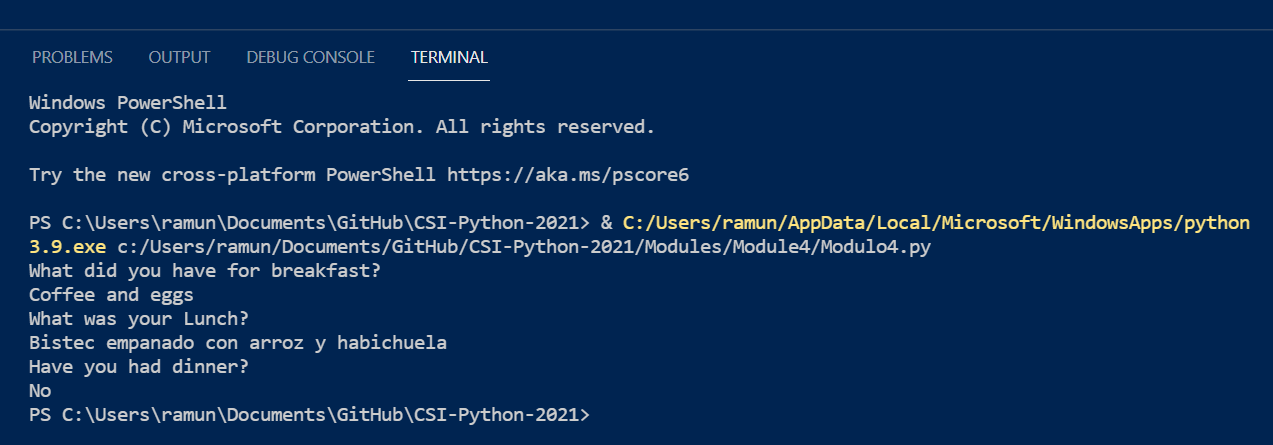 PROBLEMS OUTPUT DEBUG CONSOLE TERMINAL
Windows PowerShell
Copyright (C) Microsoft Corporation. All rights reserved.
Try the new cross-platform PowerShell https://aka.ms/pscore6
PS C:\Users\ramun\Documents\GitHub\CSI-Python-2021> & C:/Users/ramun/AppData/Local/Microsoft/WindowsApps/python
3.9.exe c:/Users/ramun/Documents/GitHub/CSI-Python-2021/Modules/Module4/Modulo4.py
What did you have for breakfast?
Coffee and eggs
What was your Lunch?
Bistec empanado con arroz y habichuela
Have you had dinner?
No
PS C:\Users\ramun\Documents\GitHub\CSI-Python-2021>